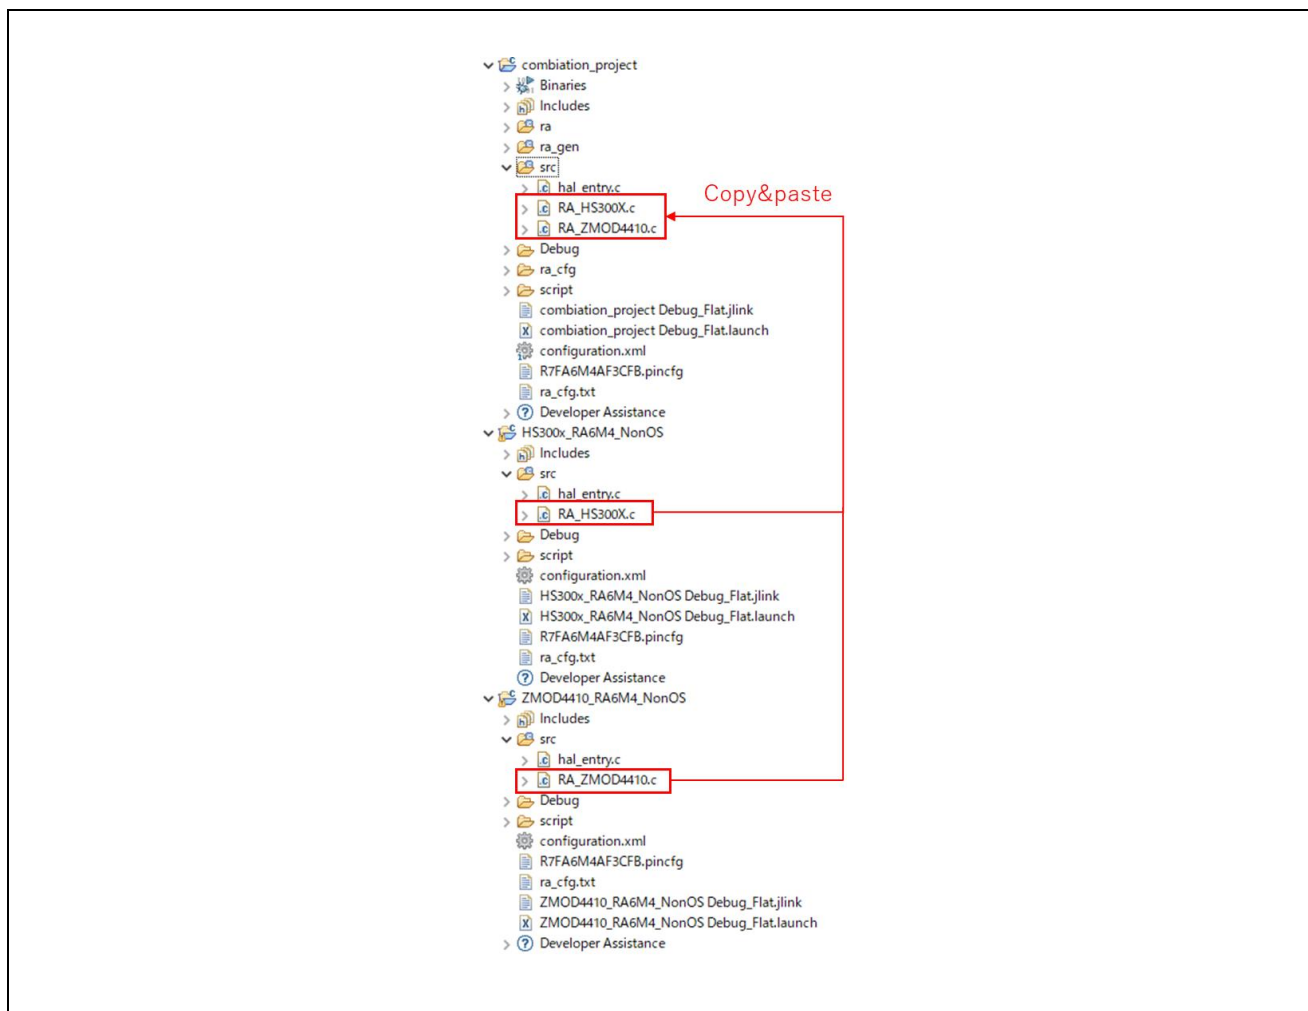 combiation_project
Binaries
Includes
ra
ra_gen
src
hal_entry.c
RA_HS300X.c
RA_ZMOD4410.c
Copy&paste
Debug
ra_cfg
script
combiation_project Debug_Flat.jlink
combiation_project Debug_Flat.launch
configuration.xml
R7FA6M4AF3CFB.pincfg
ra_cfg.txt
Developer Assistance
HS300x_RA6M4_NonOS
Includes
src
hal_entry.c
RA_HS300X.c
Debug
script
configuration.xml
HS300x_RA6M4_NonOS Debug_Flat.jlink
HS300x_RA6M4_NonOS Debug_Flat.launch
R7FA6M4AF3CFB.pincfg
ra_cfg.txt
Developer Assistance
ZMOD4410_RA6M4_NonOS
Includes
src
hal_entry.c
RA_ZMOD4410.c
Debug
script
configuration.xml
R7FA6M4AF3CFB.pincfg
ra_cfg.txt
ZMOD4410_RA6M4_NonOS Debug_Flat.jlink
ZMOD4410_RA6M4_NonOS Debug_Flat.launch
Developer Assistance